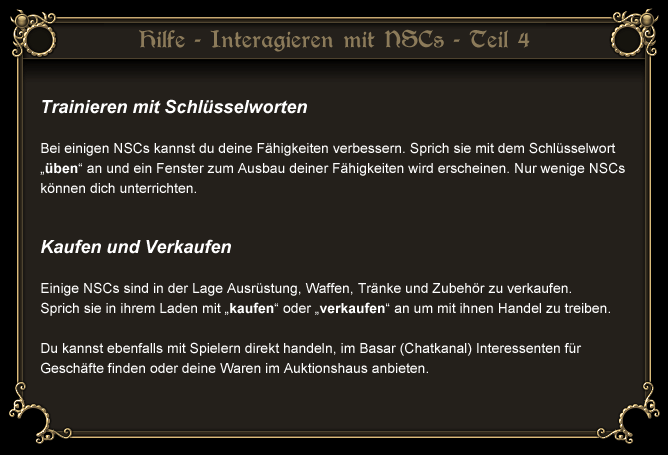 Hilfe - Interagieren mit NSCs - Teil 4
Trainieren mit Schlüsselworten
Bei einigen NSCs kannst du deine Fähigkeiten verbessern. Sprich sie mit dem Schlüsselwort
„üben“ an und ein Fenster zum Ausbau deiner Fähigkeiten wird erscheinen. Nur wenige NSCs
können dich unterrichten.
Kaufen und Verkaufen
Einige NSCs sind in der Lage Ausrüstung, Waffen, Tränke und Zubehör zu verkaufen.
Sprich sie in ihrem Laden mit „kaufen“ oder „verkaufen“ an um mit ihnen Handel zu treiben.
Du kannst ebenfalls mit Spielern direkt handeln, im Basar (Chatkanal) Interessenten für
Geschäfte finden oder deine Waren im Auktionshaus anbieten.